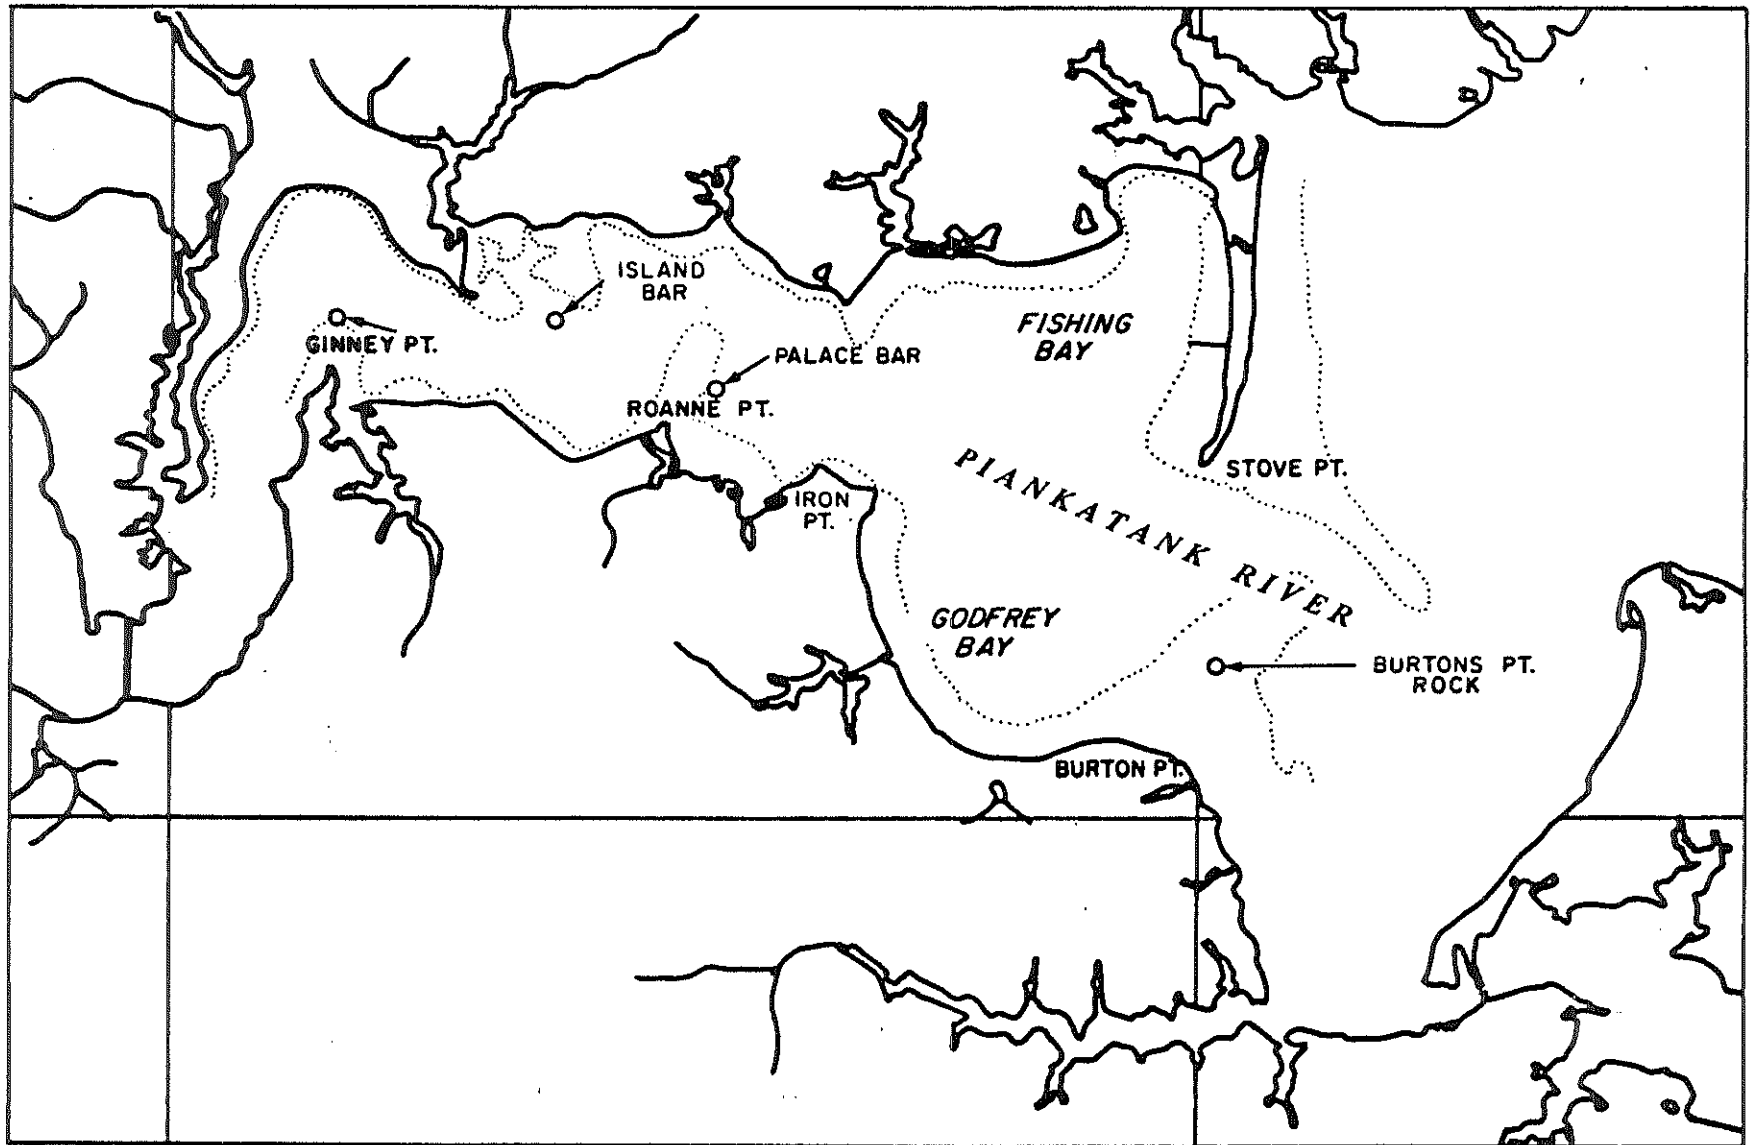 ISLAND
BAR
GINNEY PT.
FISHING
BAY
PALACE BAR
ROANNE PT.
STOVE PT.
IRON
PT.
PIANKATANK RIVER
GODFREY
BAY
BURTONS PT.
ROCK
BURTON PT.